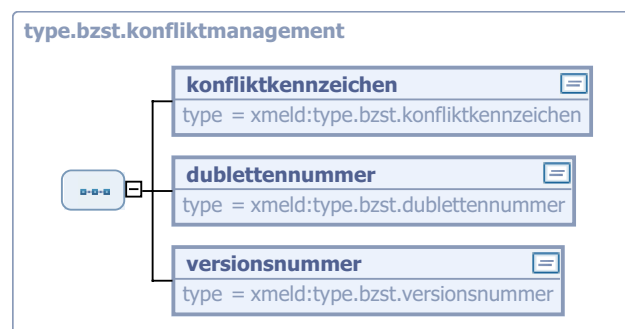 type.bzst.konfliktmanagement
konfliktkennzeichen
type = xmeld:type.bzst.konfliktkennzeichen
dublettennummer
type = xmeld:type.bzst.dublettennummer
versionsnummer
type = xmeld:type.bzst.versionsnummer